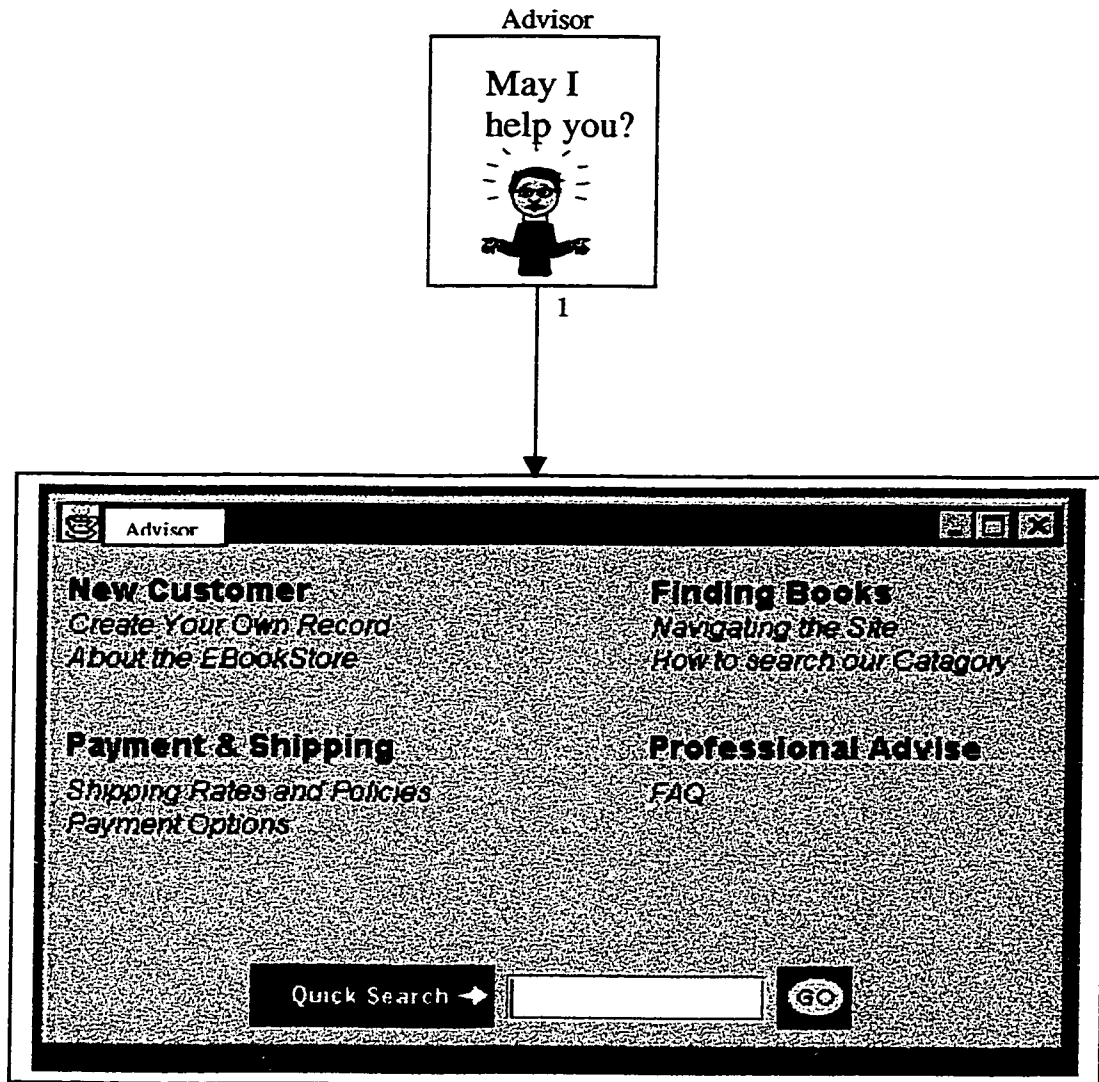 Advisor
May I
help you?
1
Advisor
New Customer
Create Your Own Record
About the EBookStore
Finding Books
Navigating the Site
How to search our Catagory
Payment & Shipping
Shipping Rates and Policies
Payment Options
Professional Advise
FAQ
Quick Search
GO